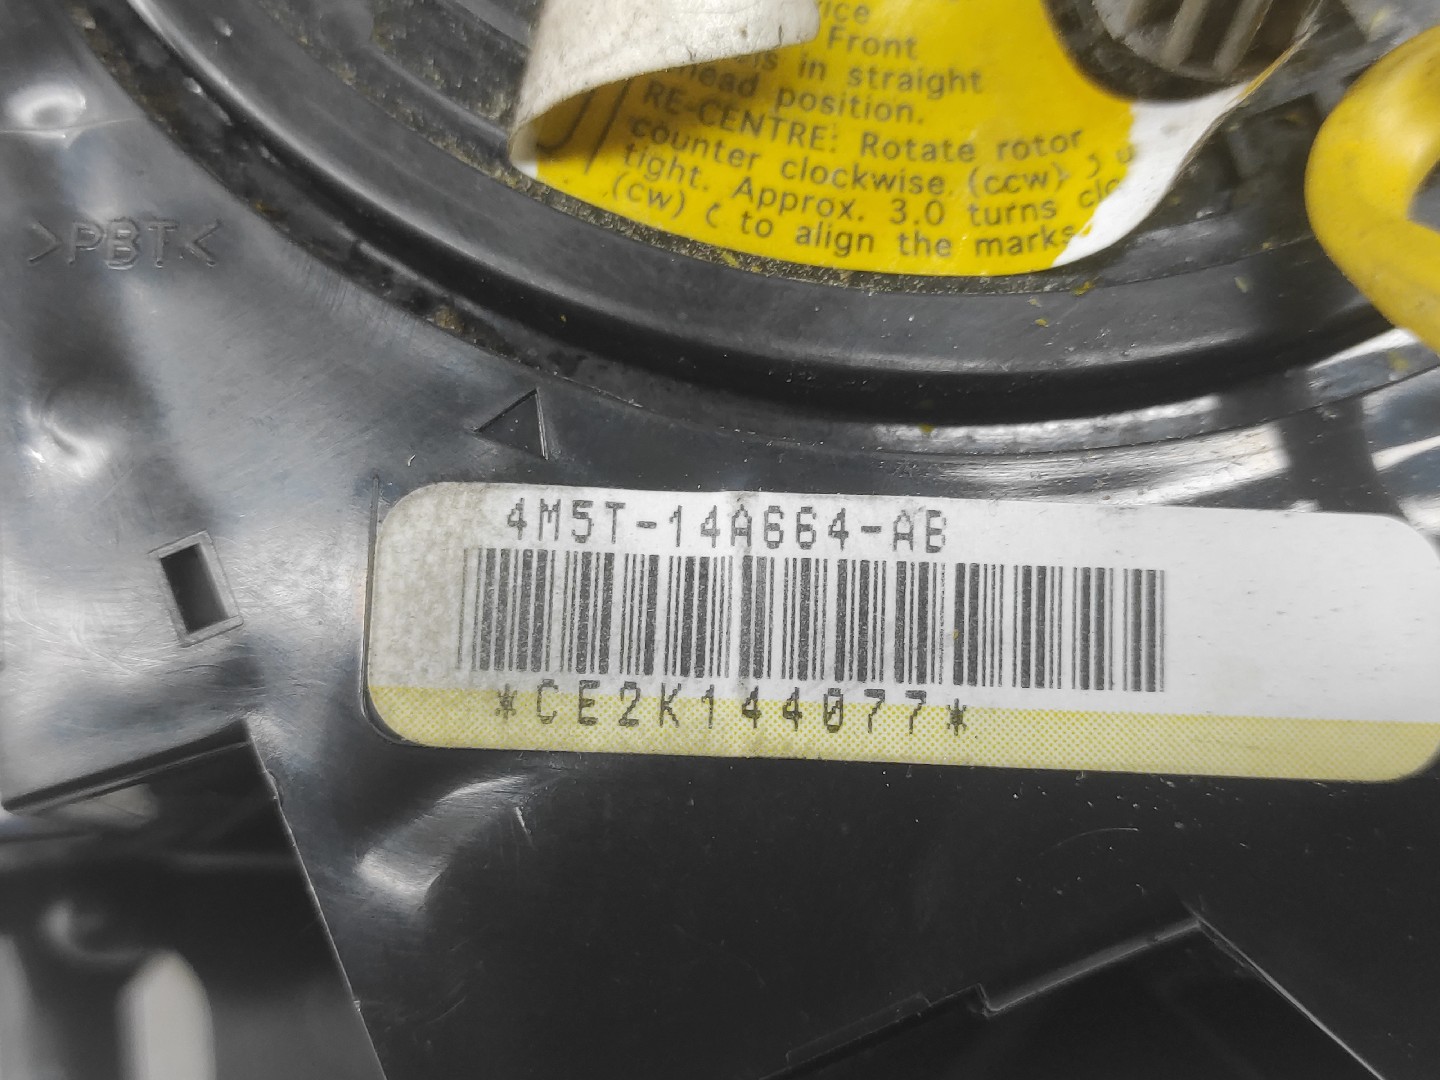 Front
in straight
position.
RE-CENTRE: Rotate rotor
counter clockwise (ccw)
tight. Approx. 3.0 turns
(cw) ( to align the marks
>PBT<
4M5T-14A664-AB
*CE2K144077*